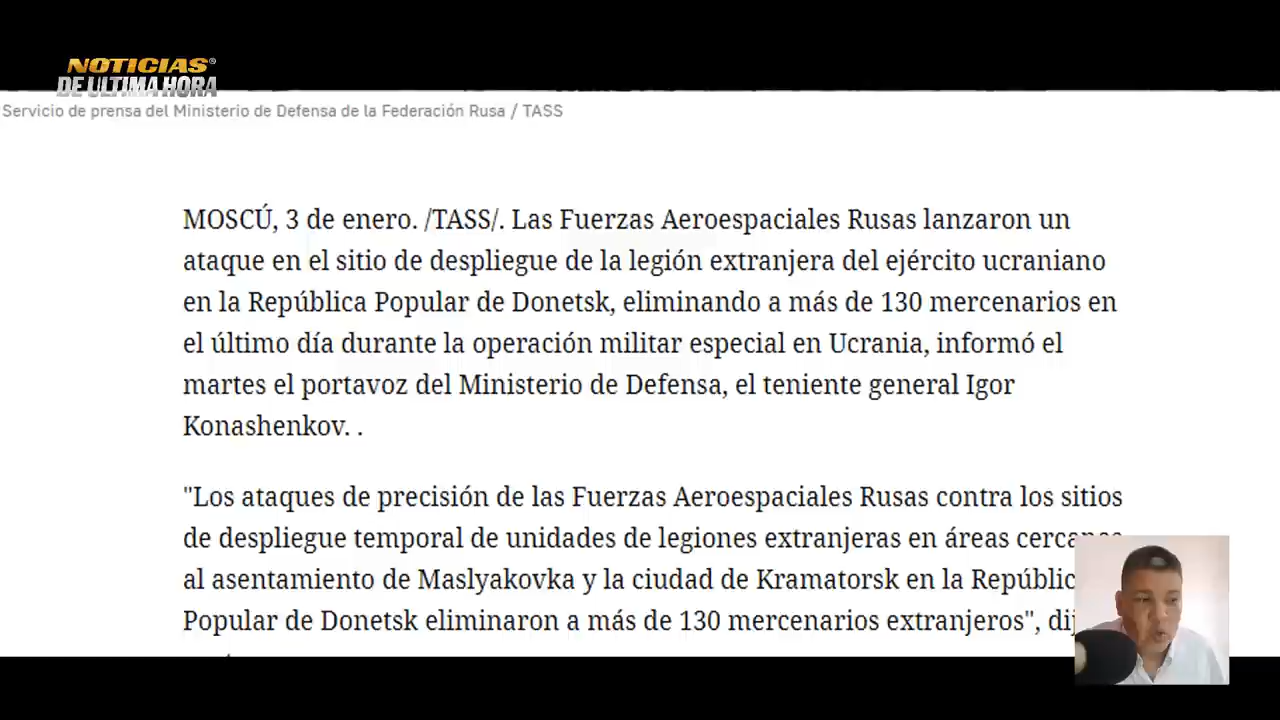 NOTICIAS®
DE ULTIMA HORA
Servicio de prensa del Ministerio de Defensa de la Federación Rusa / TASS
MOSCÚ, 3 de enero. /TASS/. Las Fuerzas Aeroespaciales Rusas lanzaron un
ataque en el sitio de despliegue de la legión extranjera del ejército ucraniano
en la República Popular de Donetsk, eliminando a más de 130 mercenarios en
el último día durante la operación militar especial en Ucrania, informó el
martes el portavoz del Ministerio de Defensa, el teniente general Igor
Konashenkov. .
"Los ataques de precisión de las Fuerzas Aeroespaciales Rusas contra los sitios
de despliegue temporal de unidades de legiones extranjeras en áreas cercanas
al asentamiento de Maslyakovka y la ciudad de Kramatorsk en la Repúblic
Popular de Donetsk eliminaron a más de 130 mercenarios extranjeros", dij